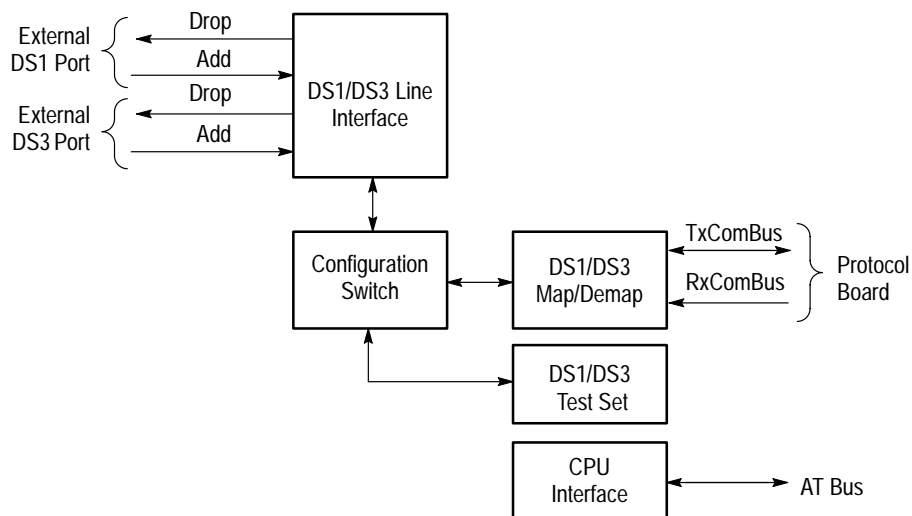 External
DS1 Port
Drop
Add
External
DS3 Port
Drop
Add
DS1/DS3 Line
Interface
Configuration
Switch
DS1/DS3
Map/Demap
TxComBus
RxComBus
Protocol
Board
DS1/DS3
Test Set
CPU
Interface
AT Bus